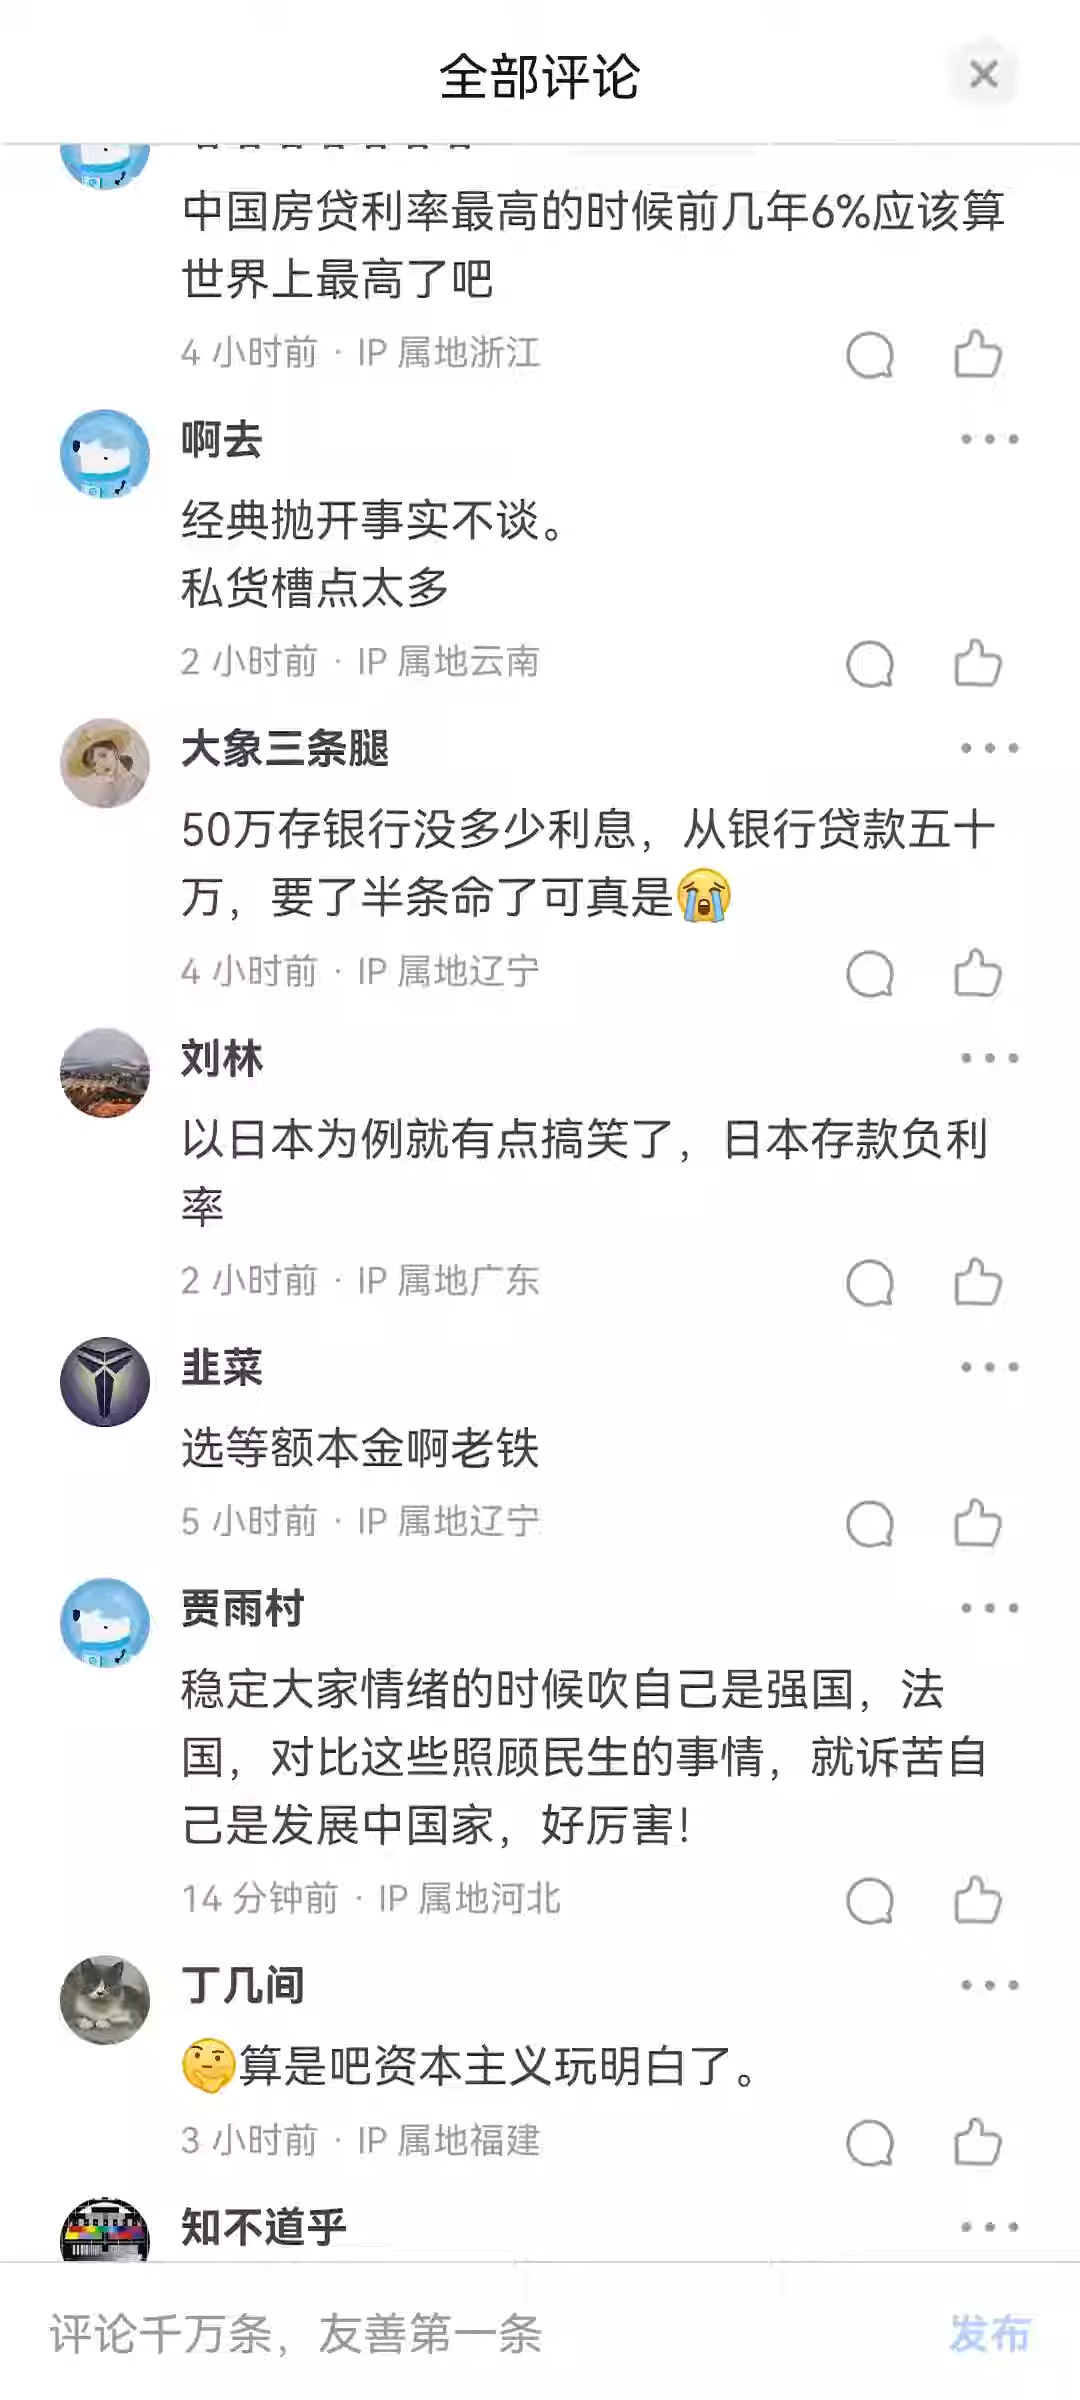 全部评论
中国房贷利率最高的时候前几年6%应该算
世界上最高了吧
4 小时前 · IP 属地浙江
啊去
经典抛开事实不谈。
私货槽点太多
2 小时前 · IP 属地云南
大象三条腿
50万存银行没多少利息，从银行贷款五十
万，要了半条命了可真是😭
4 小时前 · IP 属地辽宁
刘林
以日本为例就有点搞笑了，日本存款负利
率
2 小时前 · IP 属地广东
韭菜
选等额本金啊老铁
5 小时前 · IP 属地辽宁
贾雨村
稳定大家情绪的时候吹自己是强国，法
国，对比这些照顾民生的事情，就诉苦自
己是发展中国家，好厉害！
14 分钟前 · IP 属地河北
丁几间
🤔算是吧资本主义玩明白了。
3 小时前 · IP 属地福建
知不道乎
评论千万条，友善第一条
发布